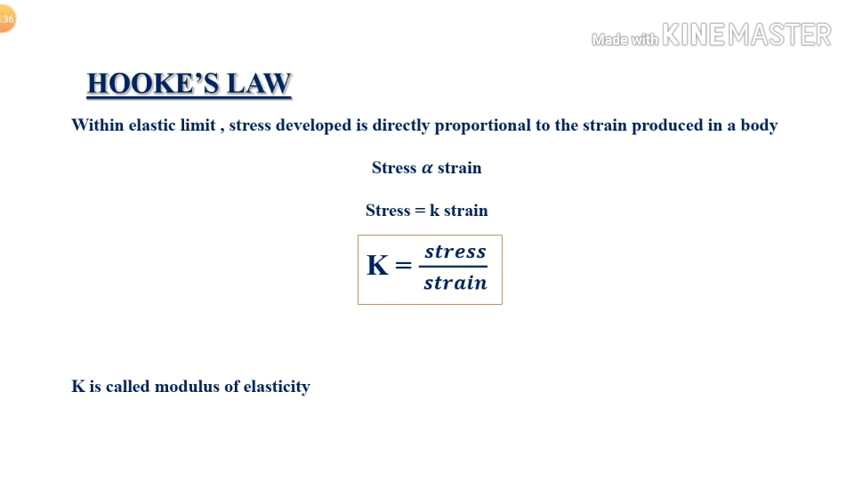 :36
Made with KINEMASTER
HOOKE'S LAW
Within elastic limit , stress developed is directly proportional to the strain produced in a body
Stress α strain
Stress = k strain
K = stress / strain
K is called modulus of elasticity